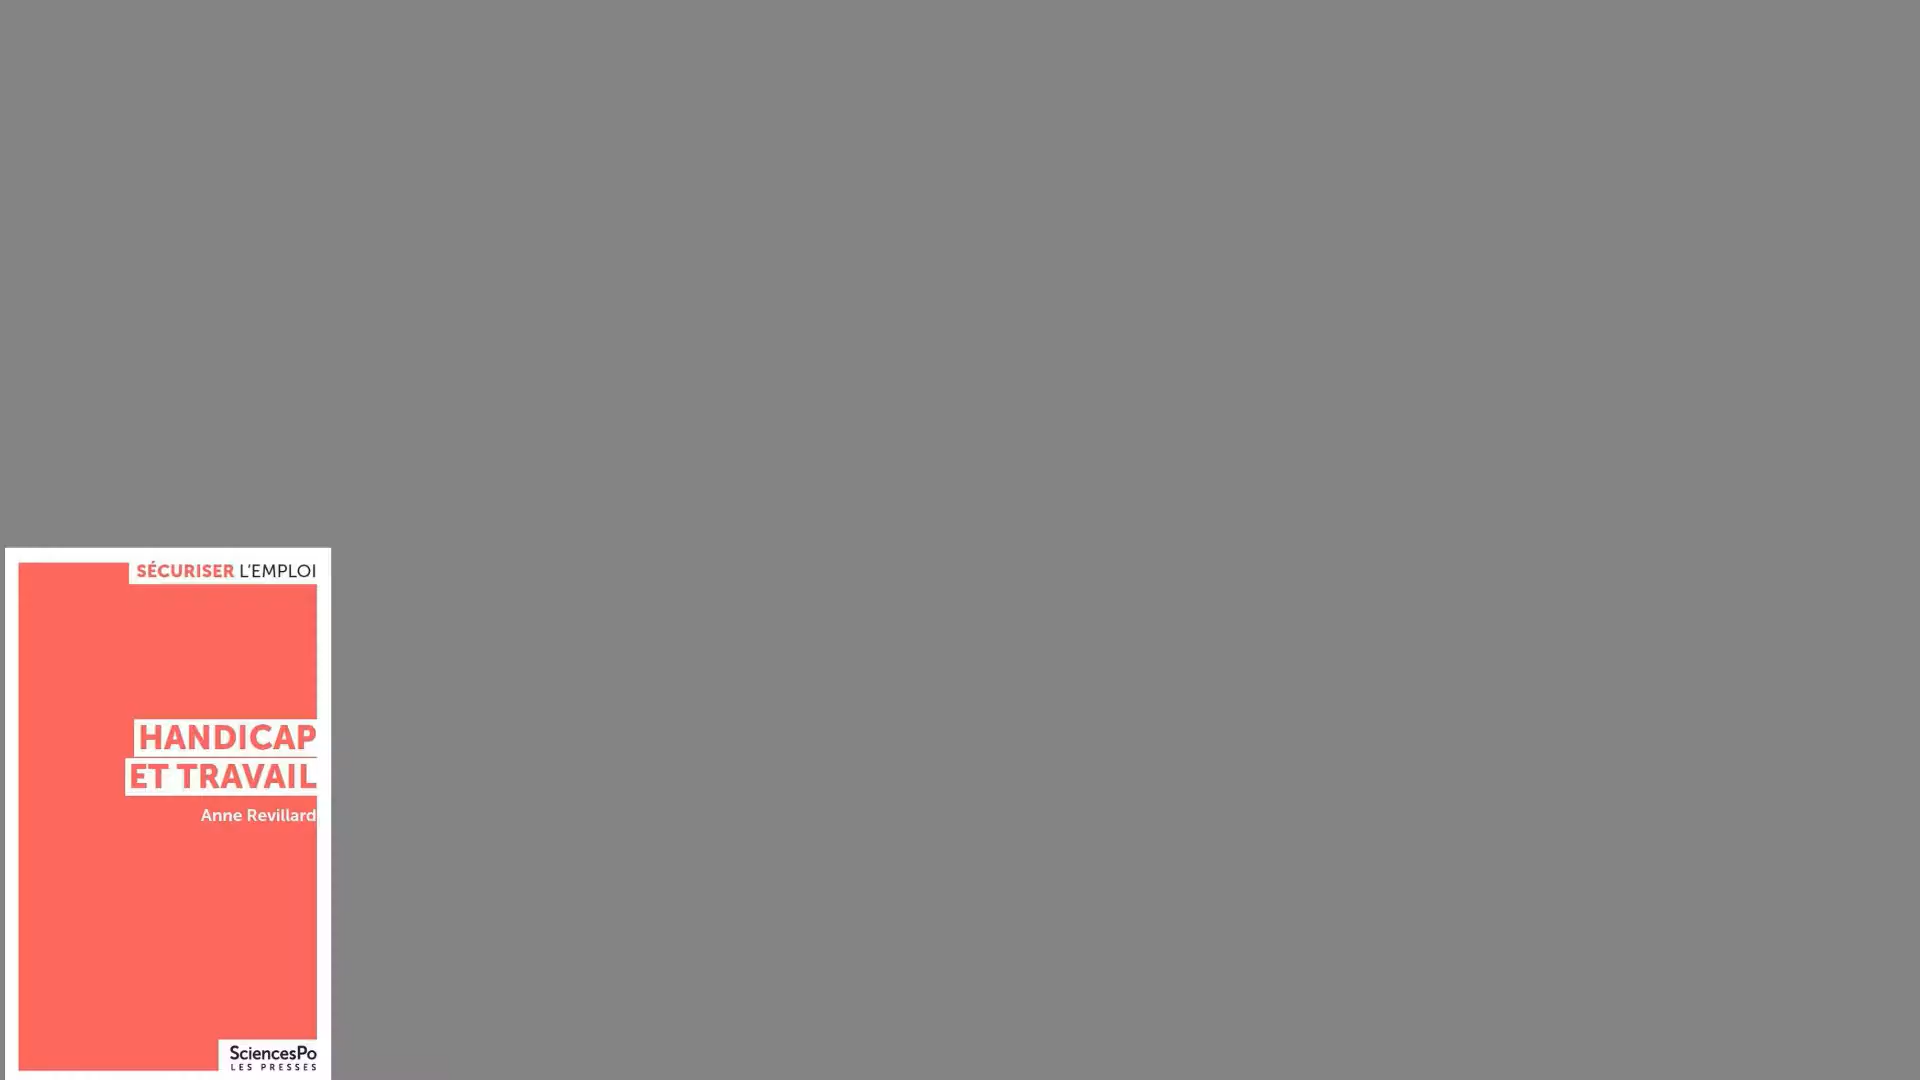 SÉCURISER L'EMPLOI
HANDICAP
ET TRAVAIL
Anne Revillard
SciencesPo
LES PRESSES